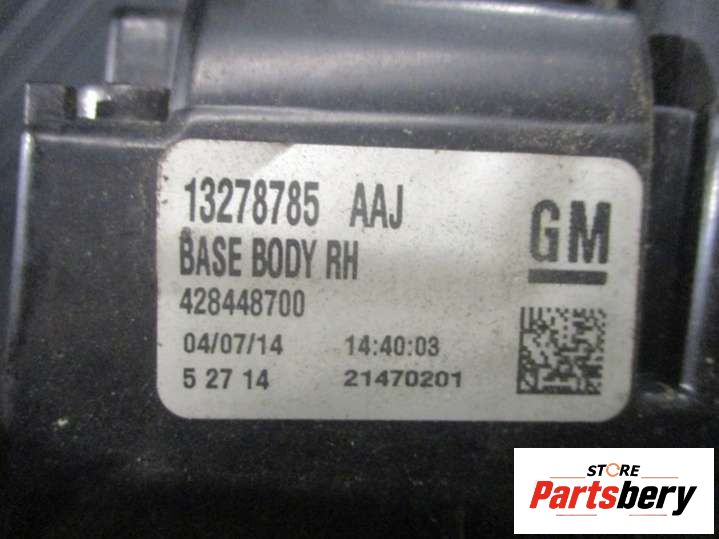 13278785 AAJ
GM
BASE BODY RH
428448700
04/07/14 14:40:03
5 27 14 21470201
STORE
Partsbery